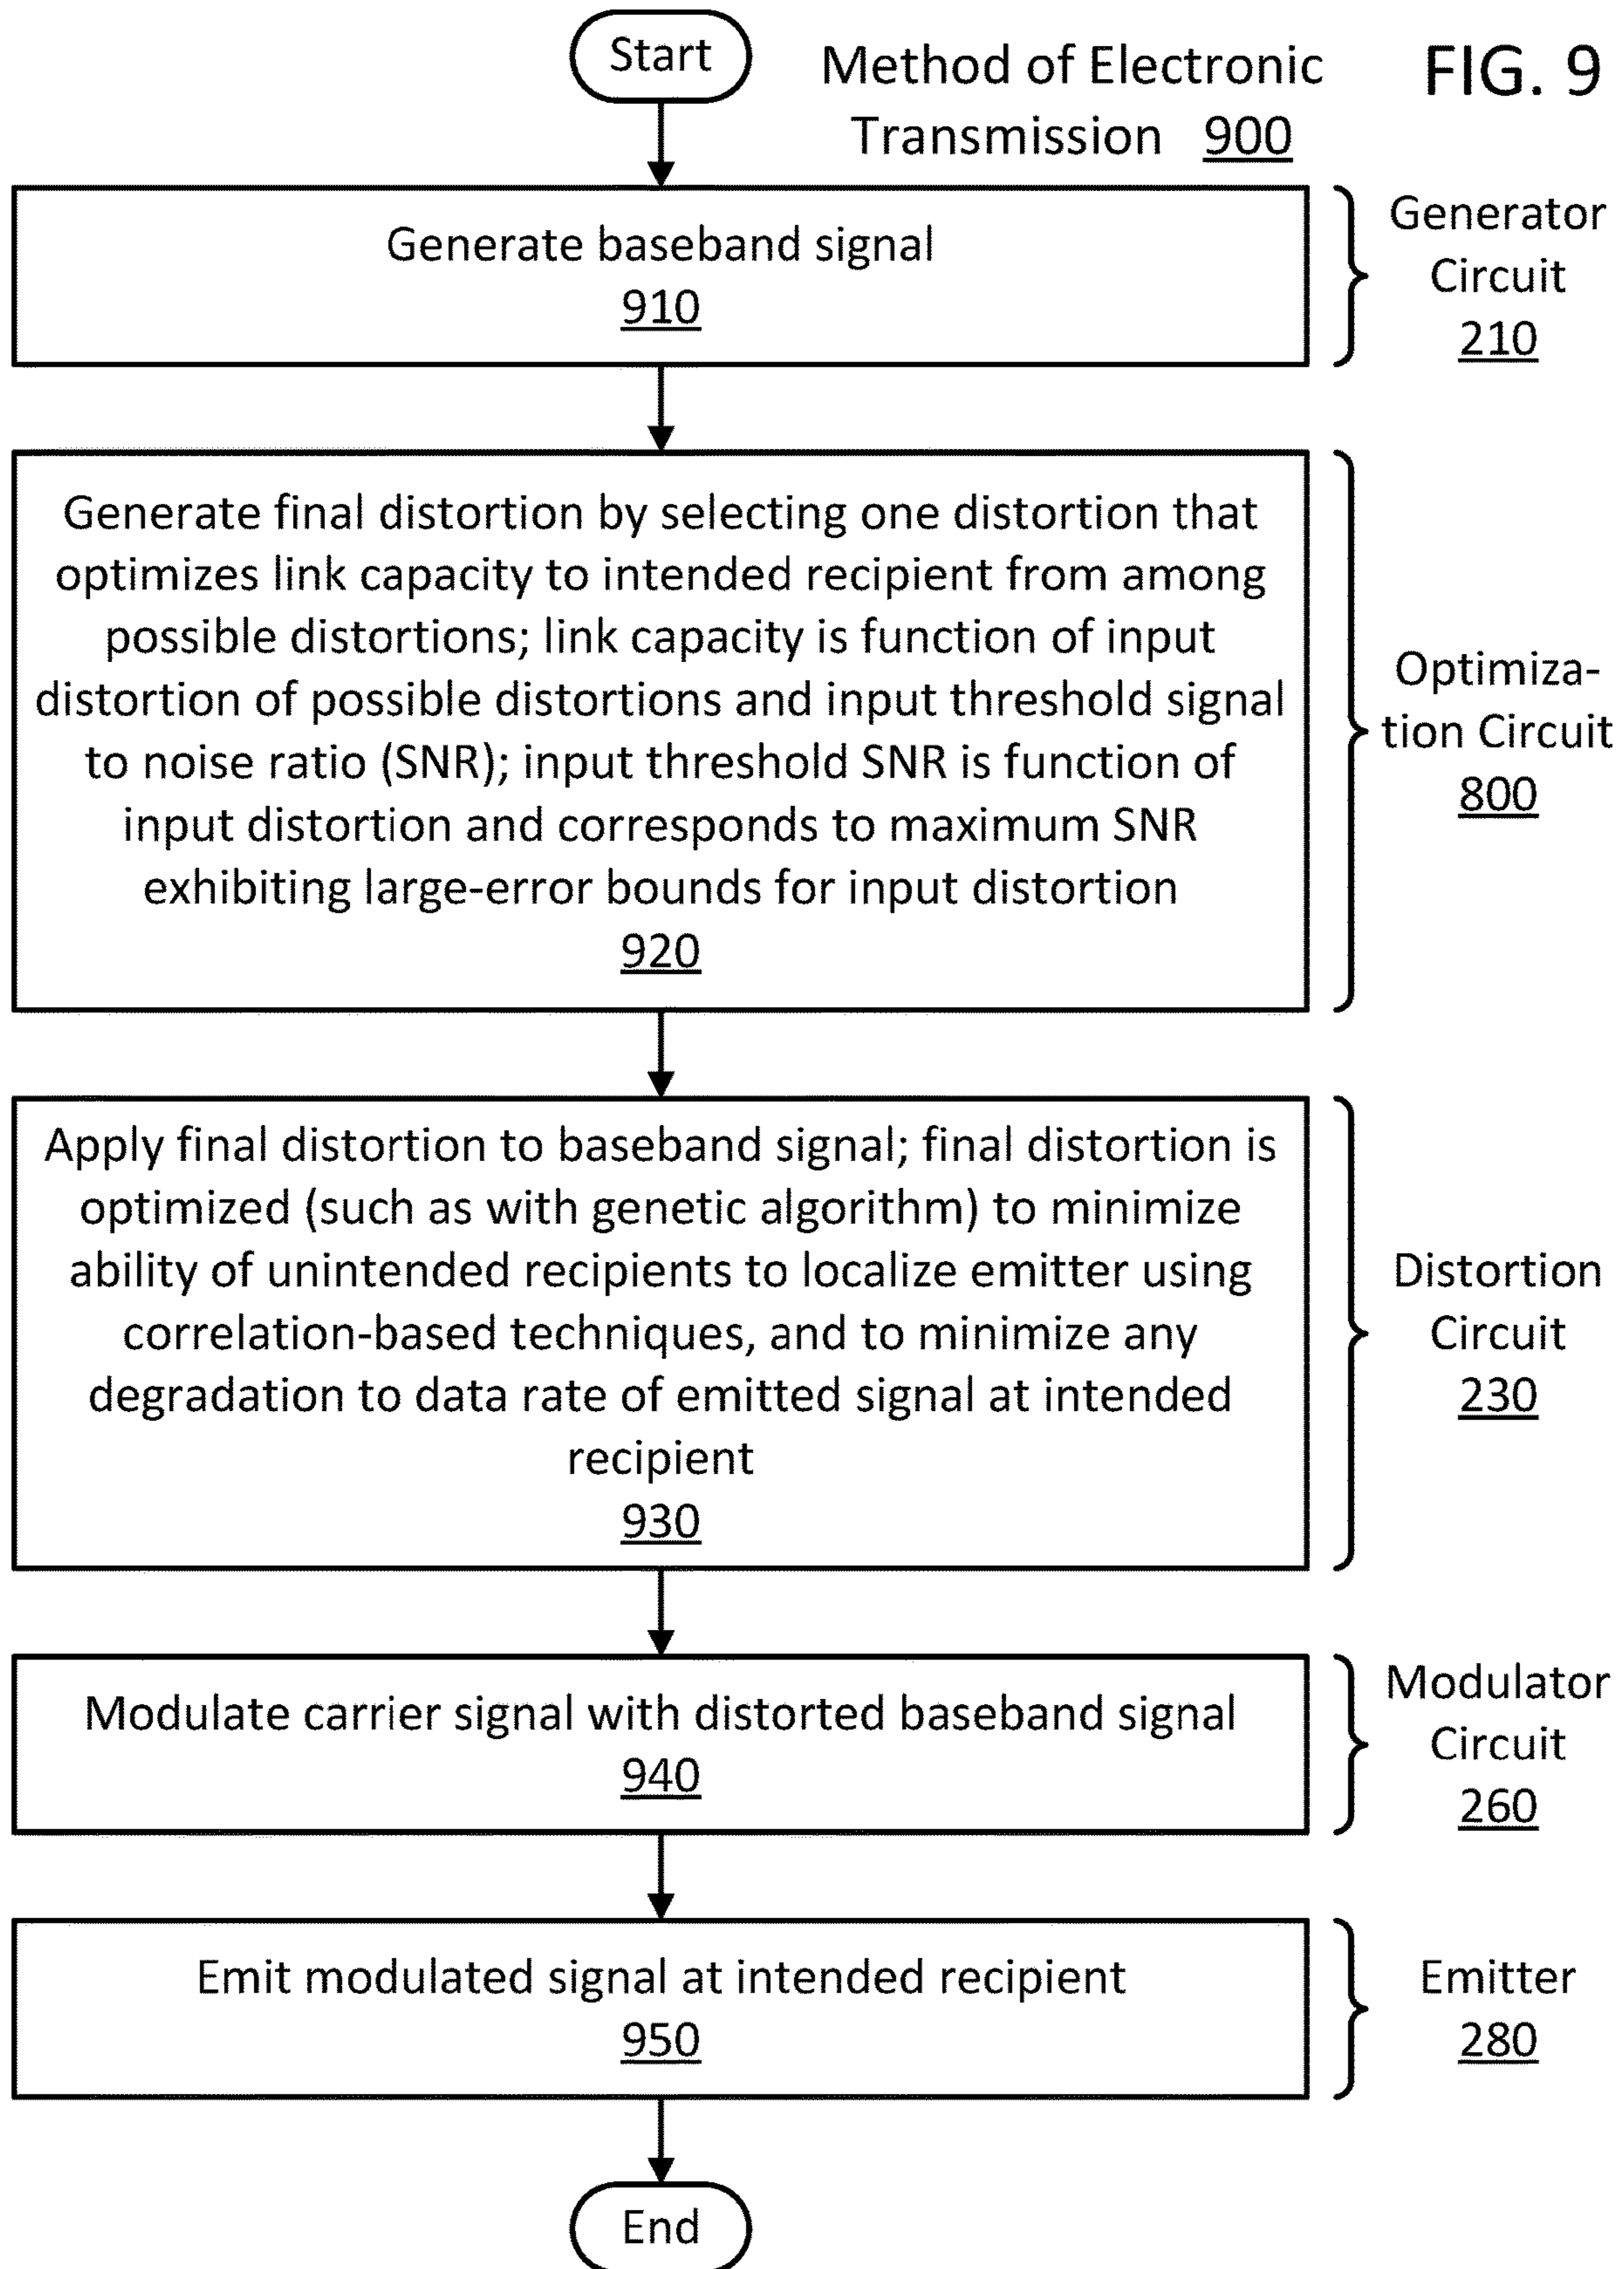 Start
Method of Electronic
Transmission 900
FIG. 9
Generate baseband signal
910
Generator
Circuit
210
Generate final distortion by selecting one distortion that
optimizes link capacity to intended recipient from among
possible distortions; link capacity is function of input
distortion of possible distortions and input threshold signal
to noise ratio (SNR); input threshold SNR is function of
input distortion and corresponds to maximum SNR
exhibiting large-error bounds for input distortion
920
Optimiza-
tion Circuit
800
Apply final distortion to baseband signal; final distortion is
optimized (such as with genetic algorithm) to minimize
ability of unintended recipients to localize emitter using
correlation-based techniques, and to minimize any
degradation to data rate of emitted signal at intended
recipient
930
Distortion
Circuit
230
Modulate carrier signal with distorted baseband signal
940
Modulator
Circuit
260
Emit modulated signal at intended recipient
950
Emitter
280
End